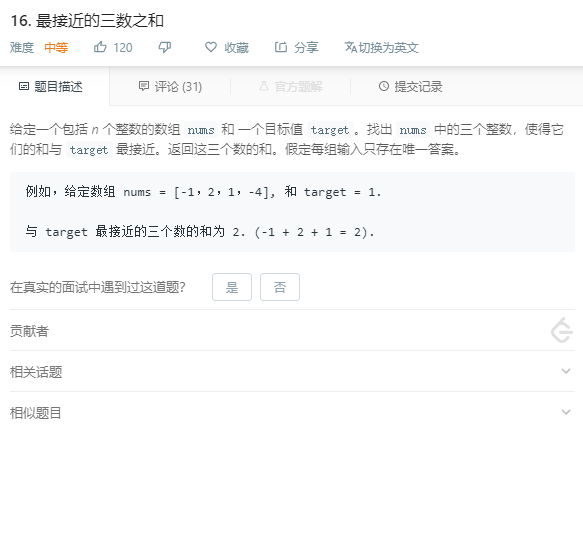 16. 最接近的三数之和
难度 中等 120 收藏 分享 切换为英文
题目描述 评论 (31) 官方题解 提交记录
给定一个包括 n 个整数的数组 nums 和 一个目标值 target。找出 nums 中的三个整数，使得它
们的和与 target 最接近。返回这三个数的和。假定每组输入只存在唯一答案。
例如，给定数组 nums = [-1，2，1，-4], 和 target = 1.
与 target 最接近的三个数的和为 2. (-1 + 2 + 1 = 2).
在真实的面试中遇到过这道题? 是 否
贡献者
相关话题
相似题目